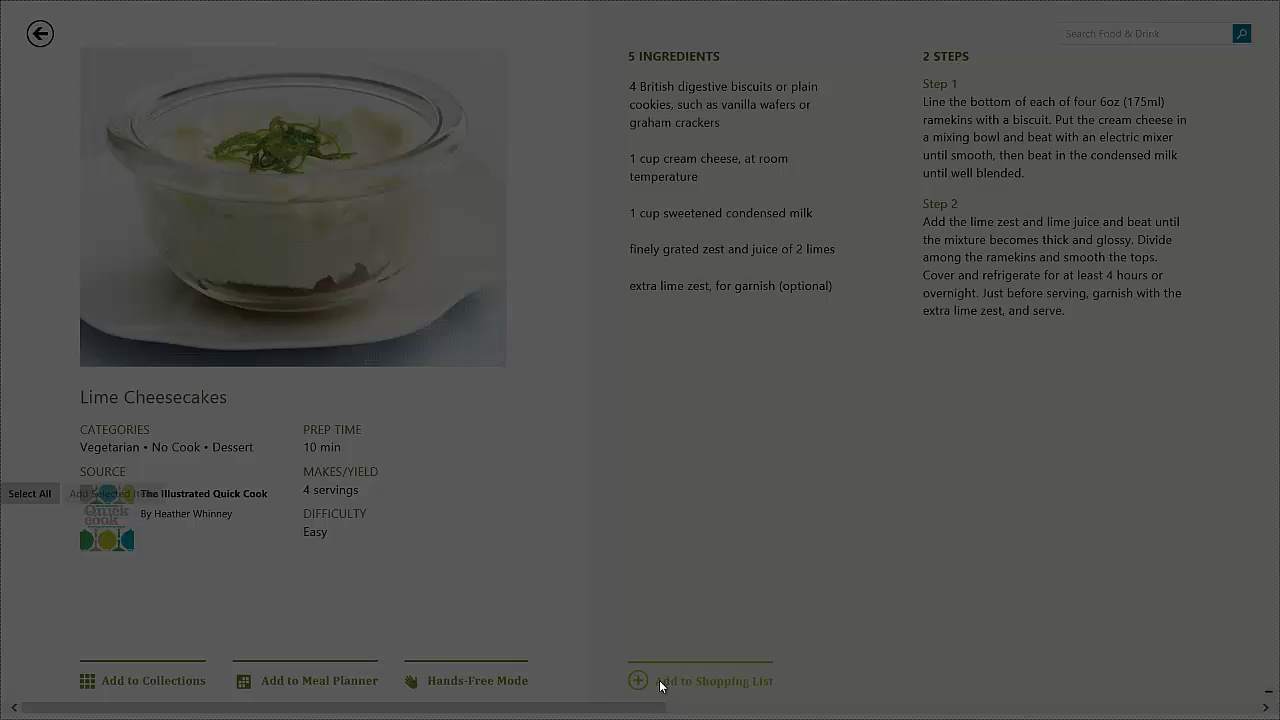 Search Food & Drink
5 INGREDIENTS
4 British digestive biscuits or plain
cookies, such as vanilla wafers or
graham crackers
1 cup cream cheese, at room
temperature
1 cup sweetened condensed milk
finely grated zest and juice of 2 limes
extra lime zest, for garnish (optional)
2 STEPS
Step 1
Line the bottom of each of four 6oz (175ml)
ramekins with a biscuit. Put the cream cheese in
a mixing bowl and beat with an electric mixer
until smooth, then beat in the condensed milk
until well blended.
Step 2
Add the lime zest and lime juice and beat until
the mixture becomes thick and glossy. Divide
among the ramekins and smooth the tops.
Cover and refrigerate for at least 4 hours or
overnight. Just before serving, garnish with the
extra lime zest, and serve.
Lime Cheesecakes
CATEGORIES
Vegetarian • No Cook • Dessert
PREP TIME
10 min
SOURCE
MAKES/YIELD
4 servings
Select All
Add Selected
The Illustrated Quick Cook
Quick
cook
By Heather Whinney
DIFFICULTY
Easy
Add to Collections
Add to Meal Planner
Hands-Free Mode
Add to Shopping List